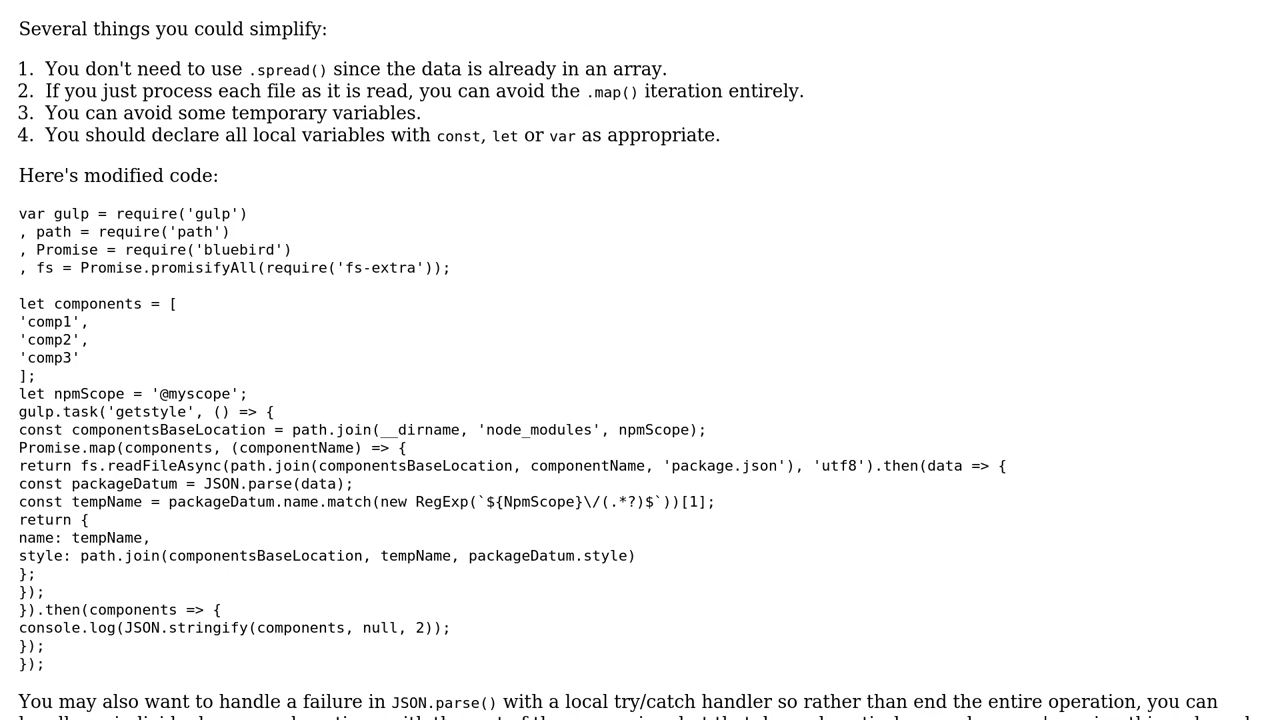 Several things you could simplify:
1. You don't need to use .spread() since the data is already in an array.
2. If you just process each file as it is read, you can avoid the .map() iteration entirely.
3. You can avoid some temporary variables.
4. You should declare all local variables with const, let or var as appropriate.
Here's modified code:
var gulp = require('gulp')
, path = require('path')
, Promise = require('bluebird')
, fs = Promise.promisifyAll(require('fs-extra'));
let components = [
'comp1',
'comp2',
'comp3'
];
let npmScope = '@myscope';
gulp.task('getstyle', () => {
const componentsBaseLocation = path.join(__dirname, 'node_modules', npmScope);
Promise.map(components, (componentName) => {
return fs.readFileAsync(path.join(componentsBaseLocation, componentName, 'package.json'), 'utf8').then(data => {
const packageDatum = JSON.parse(data);
const tempName = packageDatum.name.match(new RegExp(`${NpmScope}\/(.*?)$`))[1];
return {
name: tempName,
style: path.join(componentsBaseLocation, tempName, packageDatum.style)
};
});
}).then(components => {
console.log(JSON.stringify(components, null, 2));
});
});
You may also want to handle a failure in JSON.parse() with a local try/catch handler so rather than end the entire operation, you can